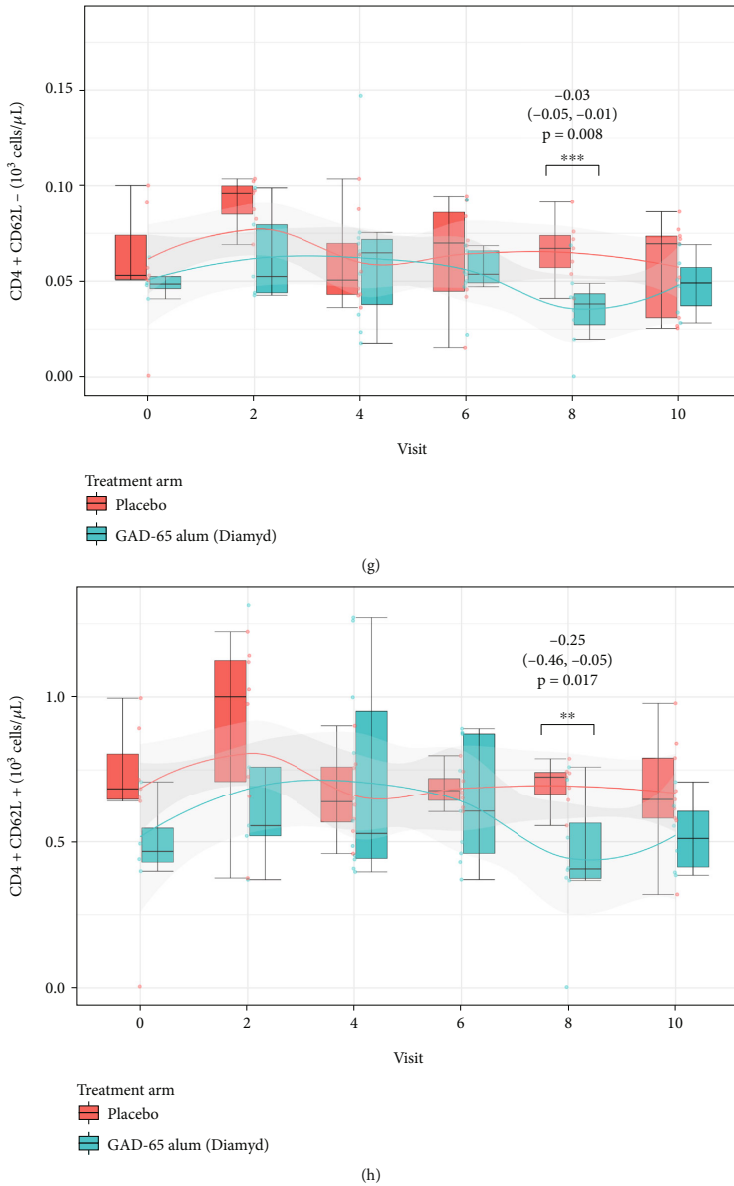 0.15
0.10
0.05
0.00
CD4 + CD62L − (10³ cells/μL)
−0.03
(−0.05, −0.01)
p = 0.008
***
0 2 4 6 8 10
Visit
Treatment arm
Placebo
GAD-65 alum (Diamyd)
(g)
1.0
0.5
0.0
CD4 + CD62L + (10³ cells/μL)
−0.25
(−0.46, −0.05)
p = 0.017
**
0 2 4 6 8 10
Visit
Treatment arm
Placebo
GAD-65 alum (Diamyd)
(h)